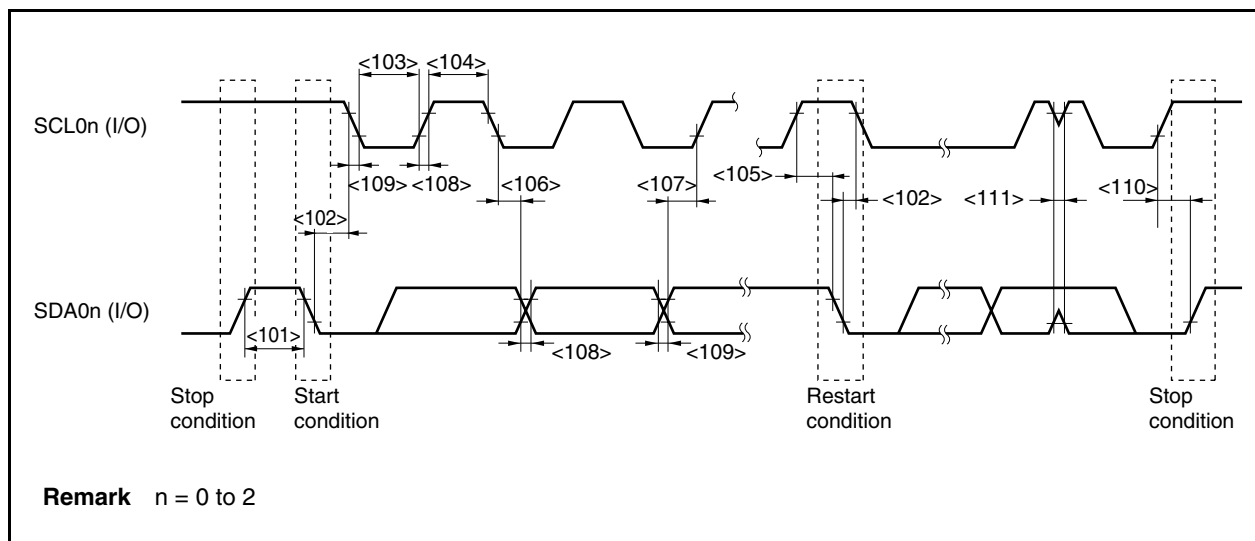 <103> <104>
SCL0n (I/O)
<109> <108> <106> <107> <105> <102> <111> <110>
<102>
SDA0n (I/O)
<101> <108> <109>
Stop condition
Start condition
Restart condition
Stop condition
Remark n = 0 to 2